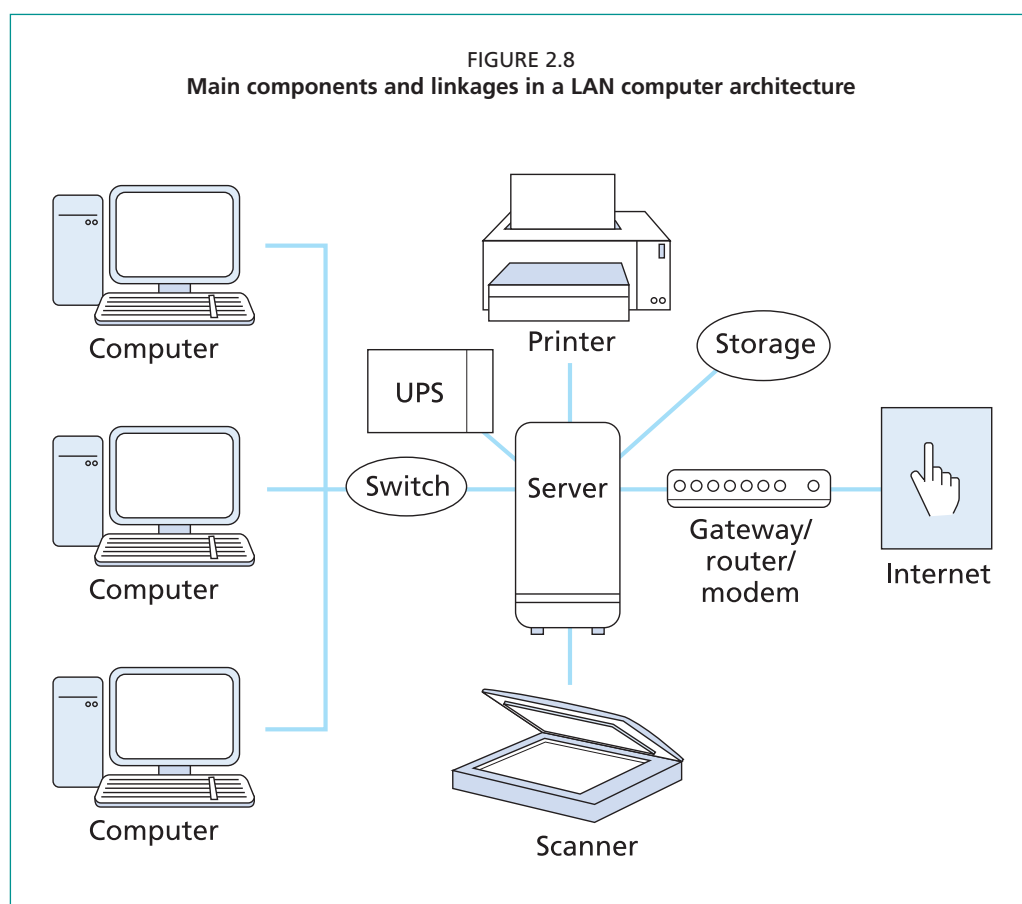 FIGURE 2.8
Main components and linkages in a LAN computer architecture
Computer
Printer
Storage
UPS
Switch
Server
Gateway/
router/
modem
Internet
Computer
Computer
Scanner